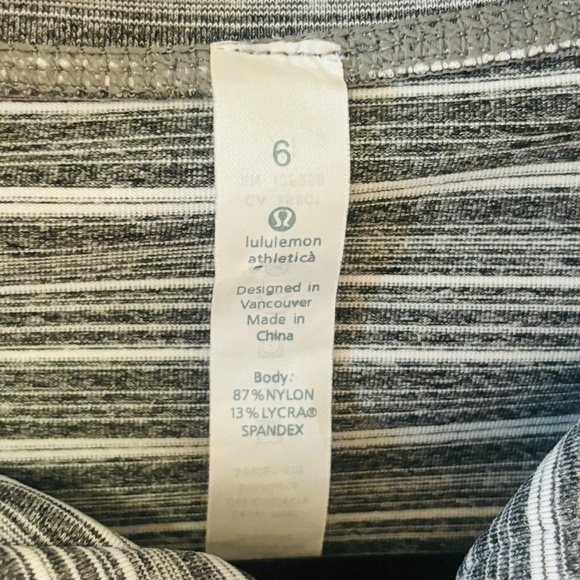 6
lululemon
athletica
Designed in
Vancouver
Made in
China
Body:
87%NYLON
13%LYCRA®
SPANDEX